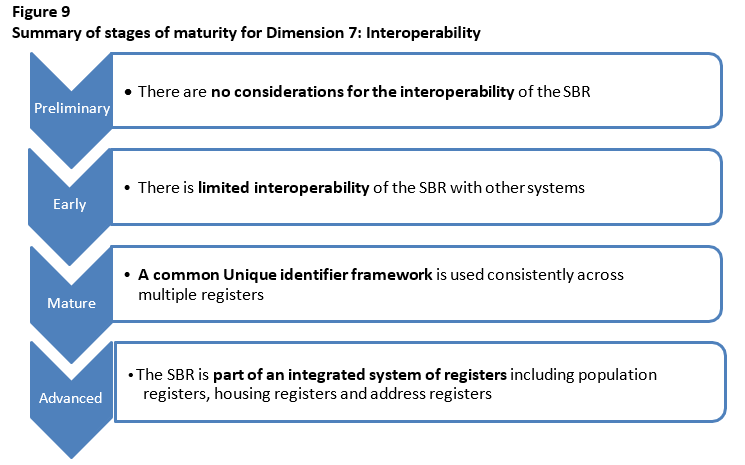 Figure 9
Summary of stages of maturity for Dimension 7: Interoperability
Preliminary
• There are no considerations for the interoperability of the SBR
Early
• There is limited interoperability of the SBR with other systems
Mature
• A common Unique identifier framework is used consistently across
multiple registers
Advanced
• The SBR is part of an integrated system of registers including population
registers, housing registers and address registers